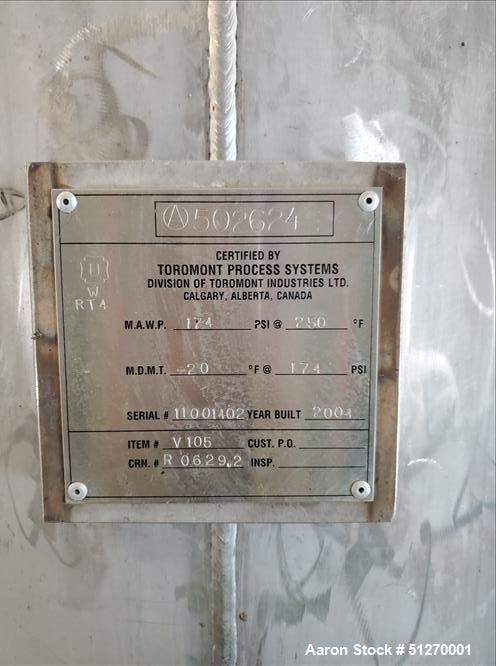 Ⓐ502624
CERTIFIED BY
TOROMONT PROCESS SYSTEMS
DIVISION OF TOROMONT INDUSTRIES LTD.
CALGARY, ALBERTA, CANADA
U
W
RT4
M.A.W.P. 174 PSI @ 250 °F
M.D.M.T. -20 °F @ 174 PSI
SERIAL # 11001402 YEAR BUILT 2004
ITEM # V105 CUST. P.O.
CRN. # R 0629.2 INSP.
Aaron Stock # 51270001